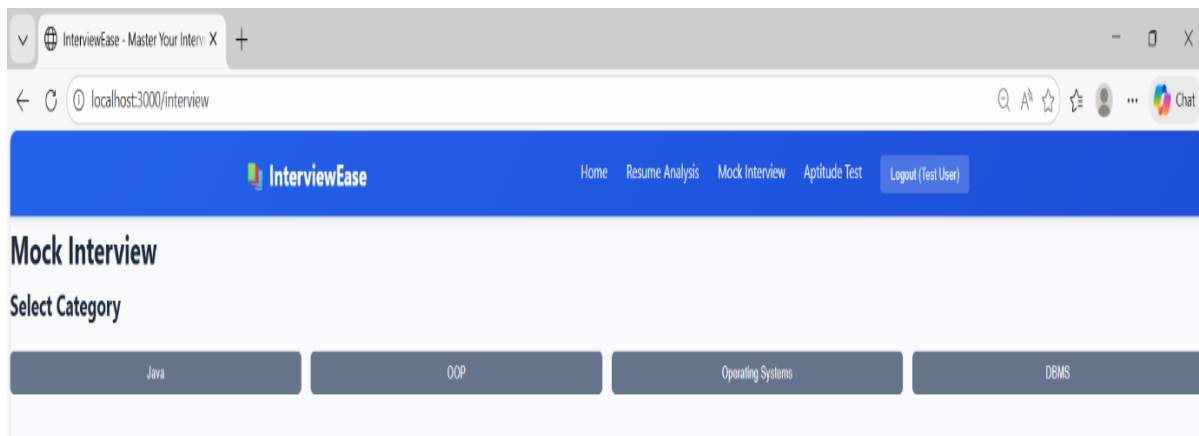 InterviewEase - Master Your Intervi
localhost:3000/interview
Chat
InterviewEase Home Resume Analysis Mock Interview Aptitude Test Logout (Test User)
Mock Interview
Select Category
Java OOP Operating Systems DBMS